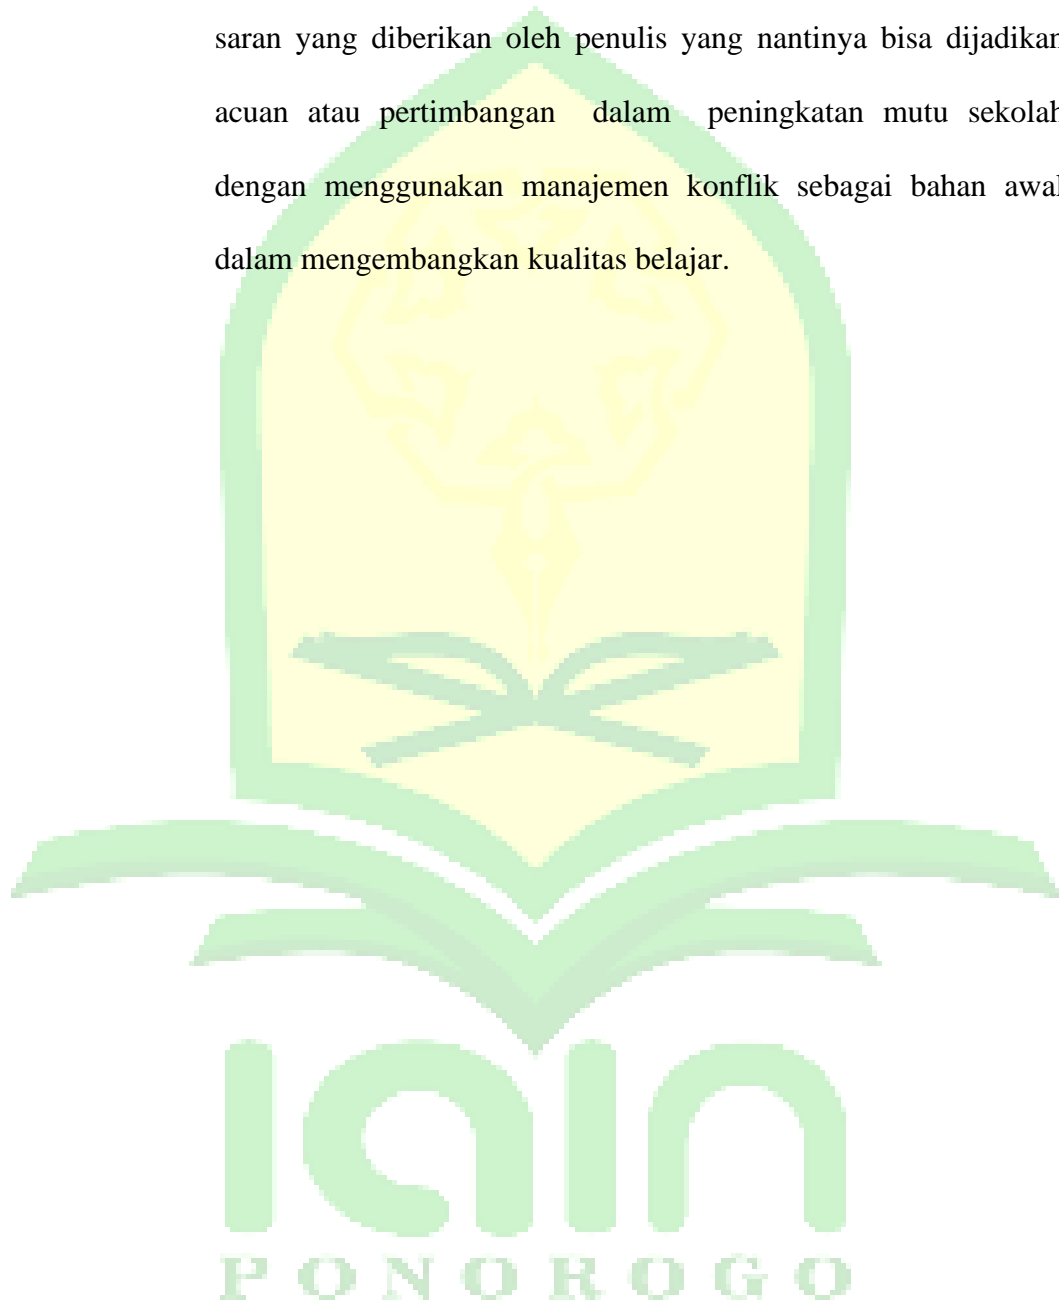 saran yang diberikan oleh penulis yang nantinya bisa dijadikan
acuan atau pertimbangan dalam peningkatan mutu sekolah
dengan menggunakan manajemen konflik sebagai bahan awal
dalam mengembangkan kualitas belajar.
iain
PONOROGO